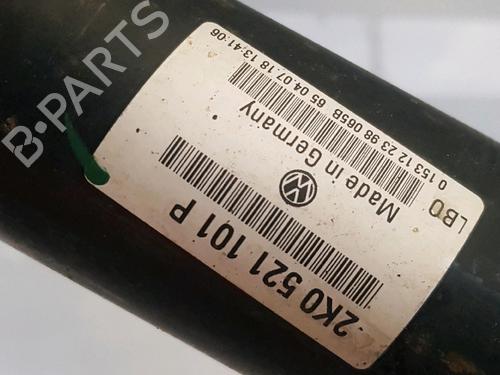 2K0 521 101 P
Made in Germany
LB0
0 153 12 23 98 065B 65 04.07.18 13:41:06
B-PARTS